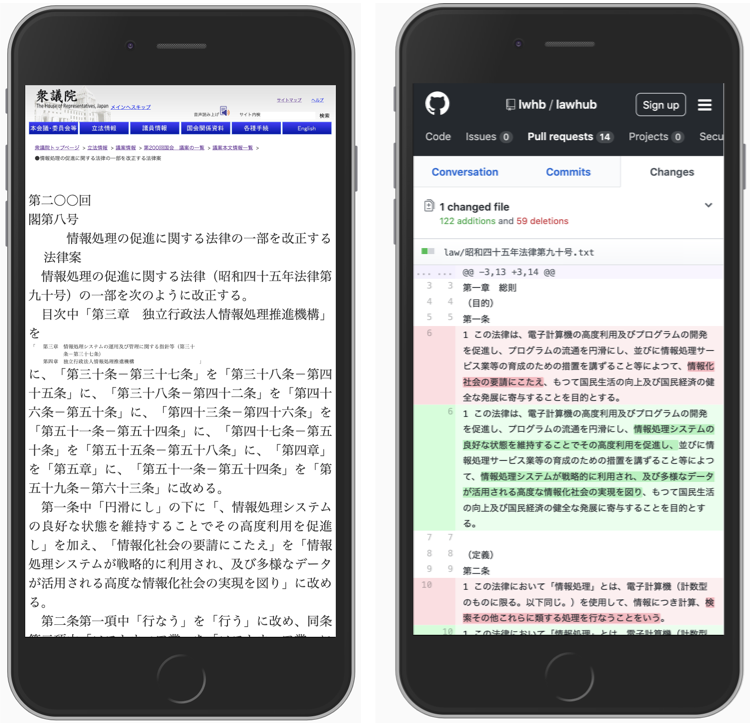 衆議院
The House of Representatives, Japan
メインへスキップ
サイトマップ
ヘルプ
音声読み上げ
サイト内検
検索
本会議・委員会等
立法情報
議員情報
国会関係資料
各種手続
English
衆議院トップページ > 立法情報 > 議案情報 > 第200回国会 議案の一覧 > 議案本文情報一覧 >
●情報処理の促進に関する法律の一部を改正する法律案
第二〇〇回
閣第八号
情報処理の促進に関する法律の一部を改正する
法律案
情報処理の促進に関する法律(昭和四十五年法律第
九十号)の一部を次のように改正する。
目次中「第三章 独立行政法人情報処理推進機構」
を
「 第三章 情報処理システムの運用及び管理に関する指針等(第三十
条-第三十七条)
第四章 独立行政法人情報処理推進機構 」
に、「第三十条-第三十七条」を「第三十八条-第四
十五条」に、「第三十八条-第四十二条」を「第四十
六条-第五十条」に、「第四十三条-第四十六条」を
「第五十一条-第五十四条」に、「第四十七条-第五
十条」を「第五十五条-第五十八条」に、「第四章」
を「第五章」に、「第五十一条-第五十四条」を「第
五十九条-第六十三条」に改める。
第一条中「円滑にし」の下に「、情報処理システム
の良好な状態を維持することでその高度利用を促進
し」を加え、「情報化社会の要請にこたえ」を「情報
処理システムが戦略的に利用され、及び多様なデータ
が活用される高度な情報化社会の実現を図り」に改め
る。
第二条第一項中「行なう」を「行う」に改め、同条
lwhb / lawhub
Sign up
Code
Issues 0
Pull requests 14
Projects 0
Secu
Conversation
Commits
Changes
1 changed file
122 additions and 59 deletions
law/昭和四十五年法律第九十号.txt
... ... @@ -3,13 +3,14 @@
3 3 第一章 総則
4 4 (目的)
5 5 第一条
6 1 この法律は、電子計算機の高度利用及びプログラムの開発
を促進し、プログラムの流通を円滑にし、並びに情報処理サー
ビス業等の育成のための措置を講ずること等によつて、情報化
社会の要請にこたえ、もつて国民生活の向上及び国民経済の健
全な発展に寄与することを目的とする。
6 1 この法律は、電子計算機の高度利用及びプログラムの開発
を促進し、プログラムの流通を円滑にし、情報処理システムの
良好な状態を維持することでその高度利用を促進し、並びに情
報処理サービス業等の育成のための措置を講ずること等によつ
て、情報処理システムが戦略的に利用され、及び多様なデータ
が活用される高度な情報化社会の実現を図り、もつて国民生活
の向上及び国民経済の健全な発展に寄与することを目的とす
る。
7 7
8 8 (定義)
9 9 第二条
10 1 この法律において「情報処理」とは、電子計算機(計数型
のものに限る。以下同じ。)を使用して、情報につき計算、検
索その他これらに類する処理を行なうことをいう。
10 1 この法律において「情報処理」とは、電子計算機(計数型